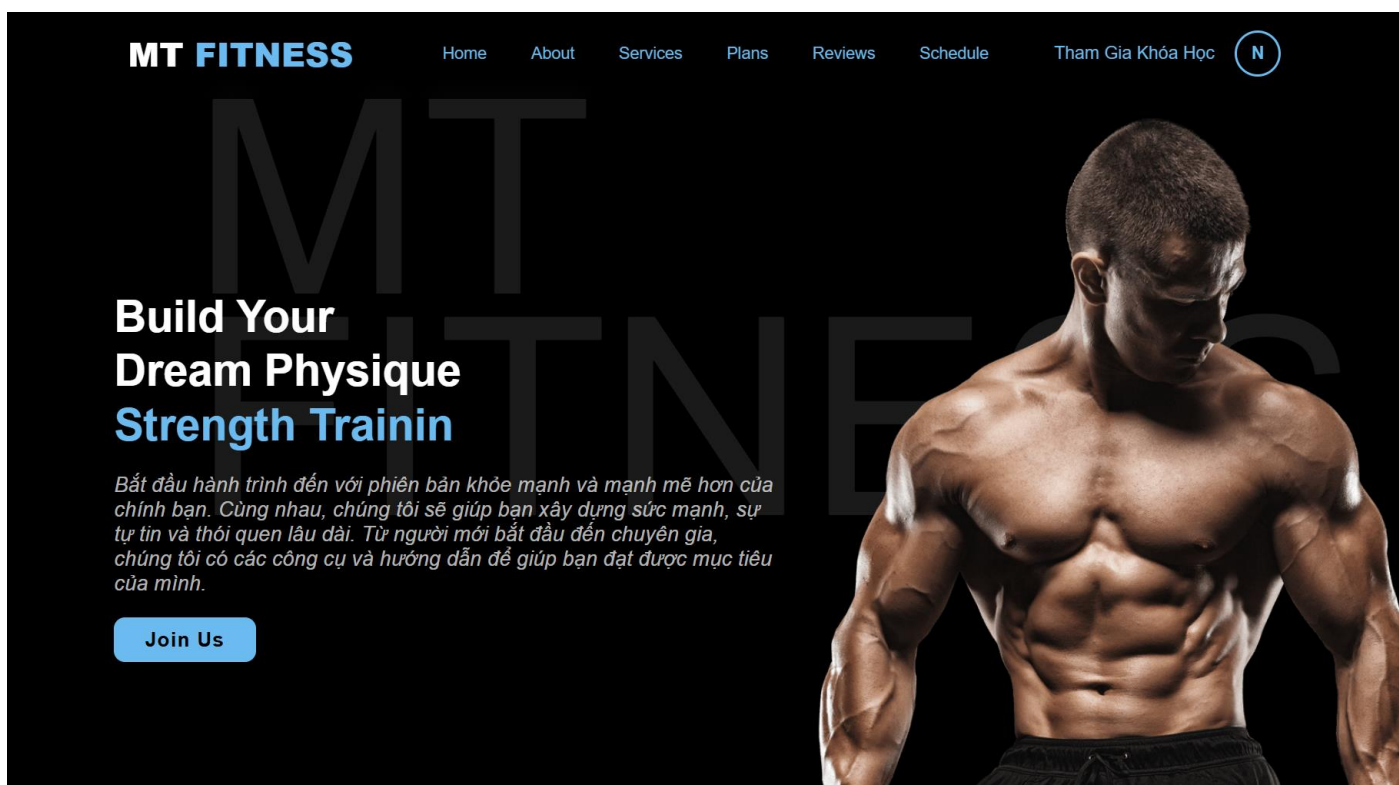 MT FITNESS
Home About Services Plans Reviews Schedule Tham Gia Khóa Học N
MT
FITNESS
Build Your
Dream Physique
Strength Trainin
Bắt đầu hành trình đến với phiên bản khỏe mạnh và mạnh mẽ hơn của
chính bạn. Cùng nhau, chúng tôi sẽ giúp bạn xây dựng sức mạnh, sự
tự tin và thói quen lâu dài. Từ người mới bắt đầu đến chuyên gia,
chúng tôi có các công cụ và hướng dẫn để giúp bạn đạt được mục tiêu
của mình.
Join Us